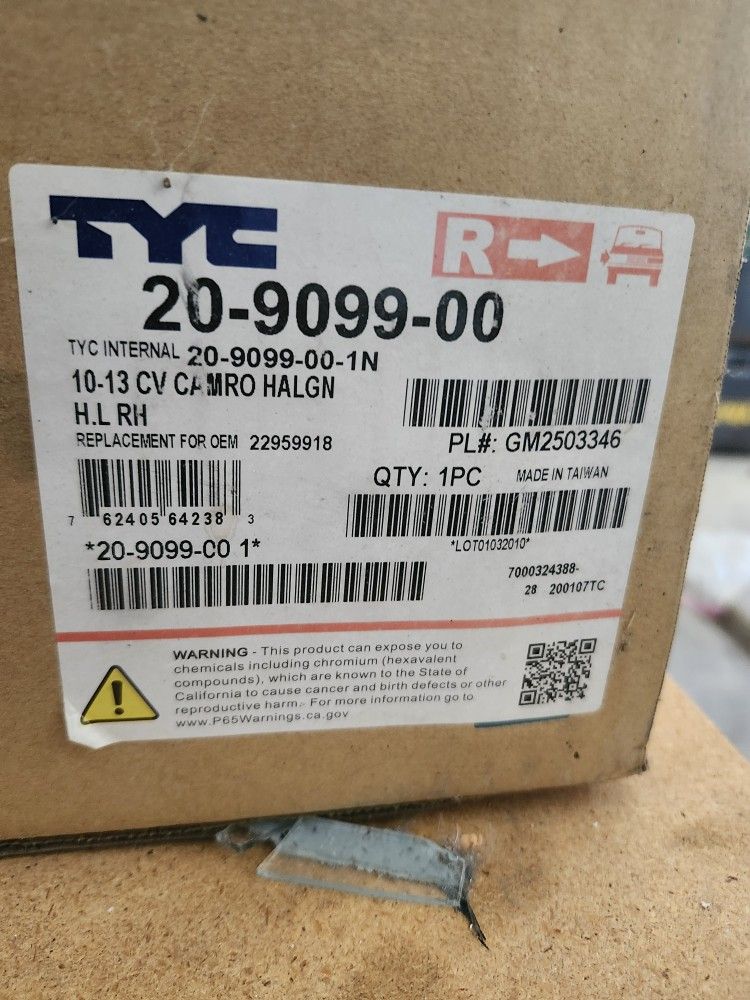 TYC
R
20-9099-00
TYC INTERNAL 20-9099-00-1N
10-13 CV CAMRO HALGN
H.L RH
REPLACEMENT FOR OEM 22959918
PL#: GM2503346
QTY: 1PC MADE IN TAIWAN
7 62405 64238 3
*LOT01032010*
*20-9099-00 1*
7000324388-
28 200107TC
WARNING - This product can expose you to
chemicals including chromium (hexavalent
compounds), which are known to the State of
California to cause cancer and birth defects or other
reproductive harm. For more information go to
www.P65Warnings.ca.gov